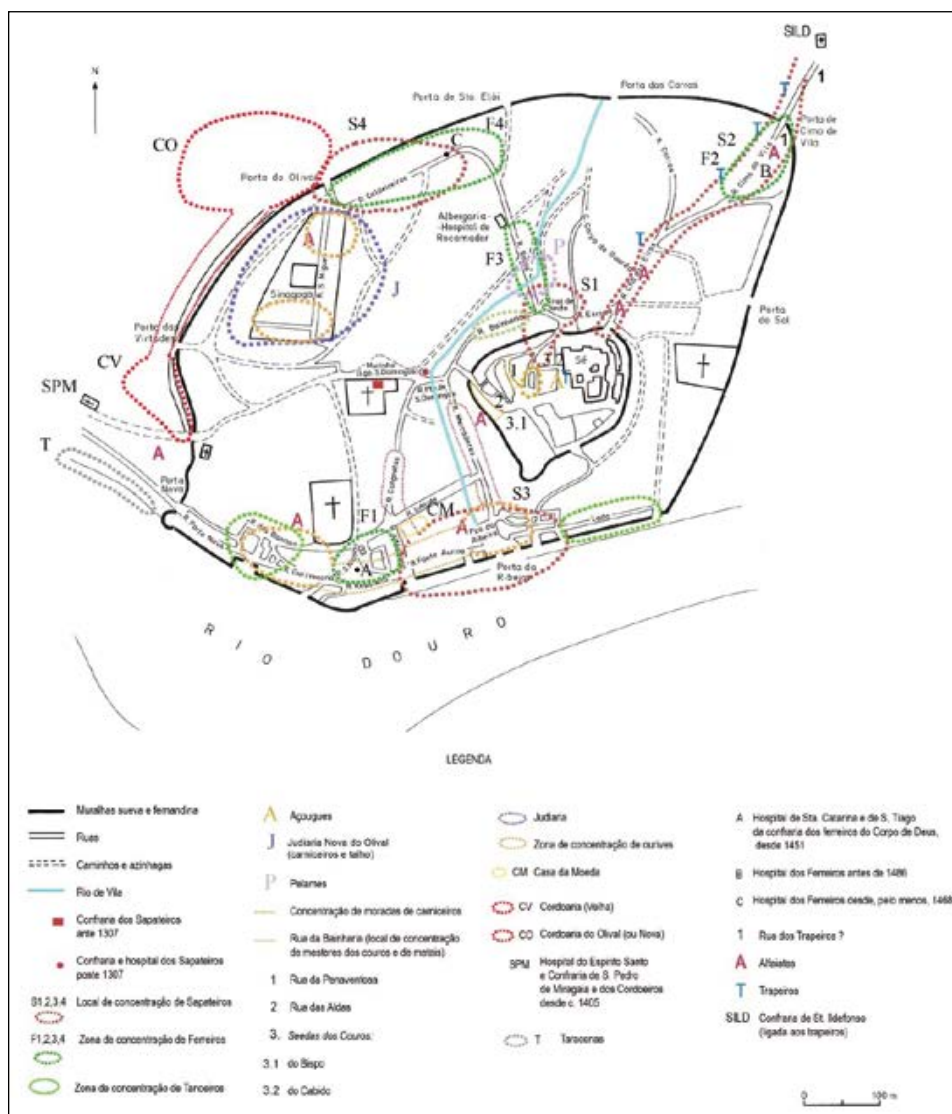 SILD
N
1
Porta de Sto. Elói
Porta dos Carros
CO
S4
F4
C
T
Porta de Cima de Vila
S2
F2
A
B
Porta do Olival
Albergaria - Hospital de Rocamador
F3
P
A
J
Sinagoga
S1
Porta do Sol
Porta das Virtudes
CV
SPM
Sé
1
3.2
2
3.1
A
T
A
Porta Nova
S3
CM
F1
A
A
Porta da Ribeira
RIO DOURO
LEGENDA
Muralhas sueva e fernandina
Ruas
Caminhos e azinhagas
Rio de Vila
Confraria dos Sapateiros
ante 1307
Confraria e hospital dos Sapateiros
poste 1307
S1,2,3,4 Local de concentração de Sapateiros
F1,2,3,4 Zona de concentração de Ferreiros
Zona de concentração de Tanoeiros
A Açougues
J Judiaria Nova do Olival
(carniceiros e talho)
P Pelames
Concentração de moradas de carniceiros
Rua da Bainharia (local de concentração
de mesteres dos couros e de metais)
1 Rua da Penaventosa
2 Rua das Aldas
3. Seedas dos Couros:
3.1 do Bispo
3.2 do Cabido
Judiaria
Zona de concentração de ourives
CM Casa da Moeda
CV Cordoaria (Velha)
CO Cordoaria do Olival (ou Nova)
SPM Hospital do Espírito Santo
e Confraria de S. Pedro
de Miragaia e dos Cordoeiros
desde c. 1405
T Taracenas
A Hospital de Sta. Catarina e de S. Tiago
da confraria dos ferreiros do Corpo de Deus,
desde 1451
B Hospital dos Ferreiros antes de 1486
C Hospital dos Ferreiros desde, pelo menos, 1468
1 Rua dos Trapeiros ?
A Alfaiates
T Trapeiros
SILD Confraria de St. Ildefonso
(ligada aos trapeiros)
0 100 m